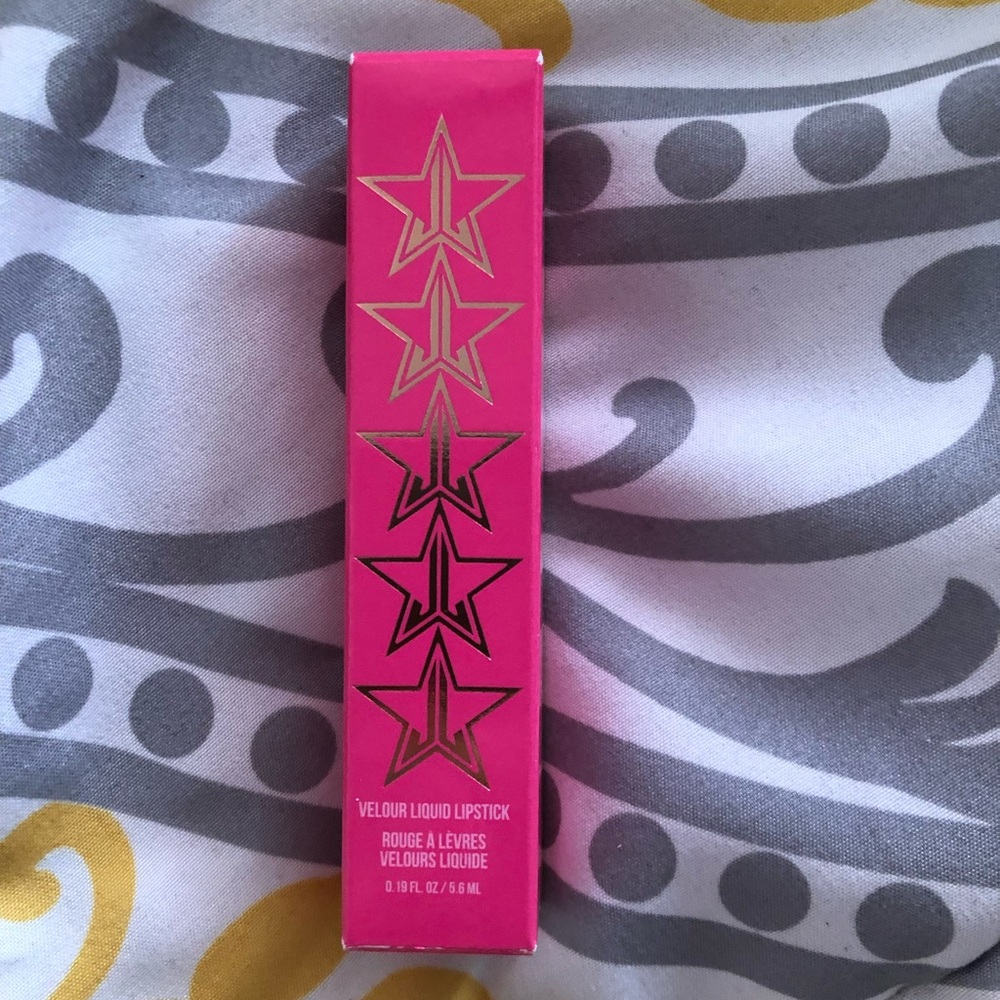 VELOUR LIQUID LIPSTICK
ROUGE À LÈVRES
VELOURS LIQUIDE
0.19 FL. OZ / 5.6 ML